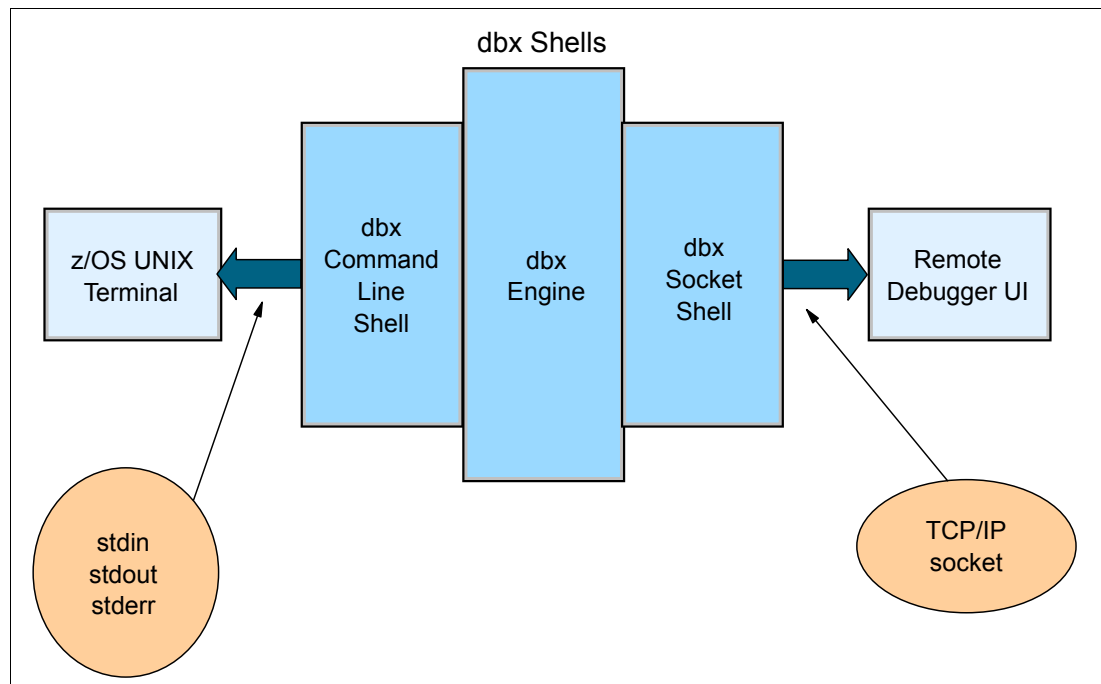 dbx Shells
z/OS UNIX
Terminal
dbx
Command
Line
Shell
dbx
Engine
dbx
Socket
Shell
Remote
Debugger UI
stdin
stdout
stderr
TCP/IP
socket